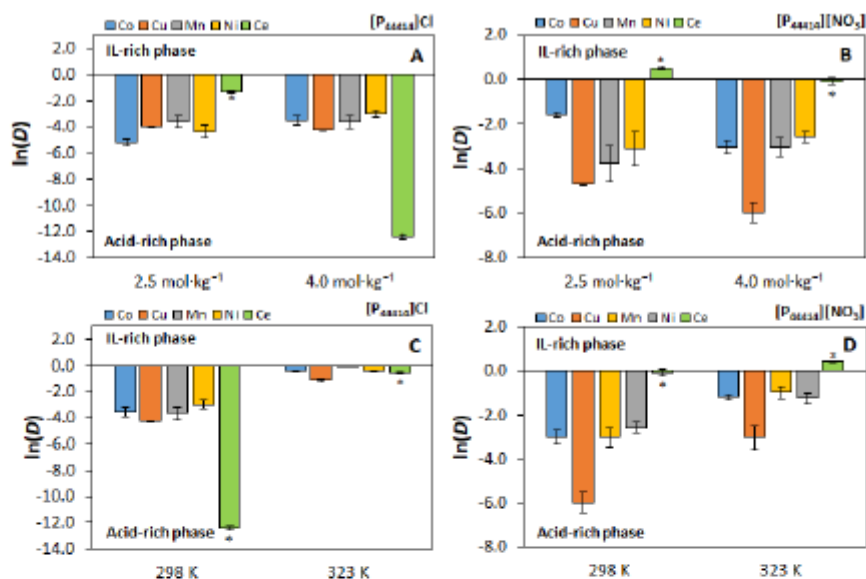 Co Cu Mn Ni Ce [P₄₄₄₁₄]Cl
2.0 IL-rich phase A
0.0
-2.0
-4.0
-6.0
-8.0
-10.0
-12.0
-14.0
ln(D)
*
Acid-rich phase
2.5 mol·kg⁻¹ 4.0 mol·kg⁻¹
Co Cu Mn Ni Ce [P₄₄₄₁₄][NO₃]
2.0 IL-rich phase B
0.0
-2.0
-4.0
-6.0
-8.0
ln(D)
* *
Acid-rich phase
2.5 mol·kg⁻¹ 4.0 mol·kg⁻¹
Co Cu Mn Ni Ce [P₄₄₄₁₄]Cl
2.0 IL-rich phase C
0.0
-2.0
-4.0
-6.0
-8.0
-10.0
-12.0
-14.0
ln(D)
* *
Acid-rich phase
298 K 323 K
Co Cu Ni Mn Ce [P₄₄₄₁₄][NO₃]
2.0 IL-rich phase D
0.0
-2.0
-4.0
-6.0
-8.0
ln(D)
* *
Acid-rich phase
298 K 323 K